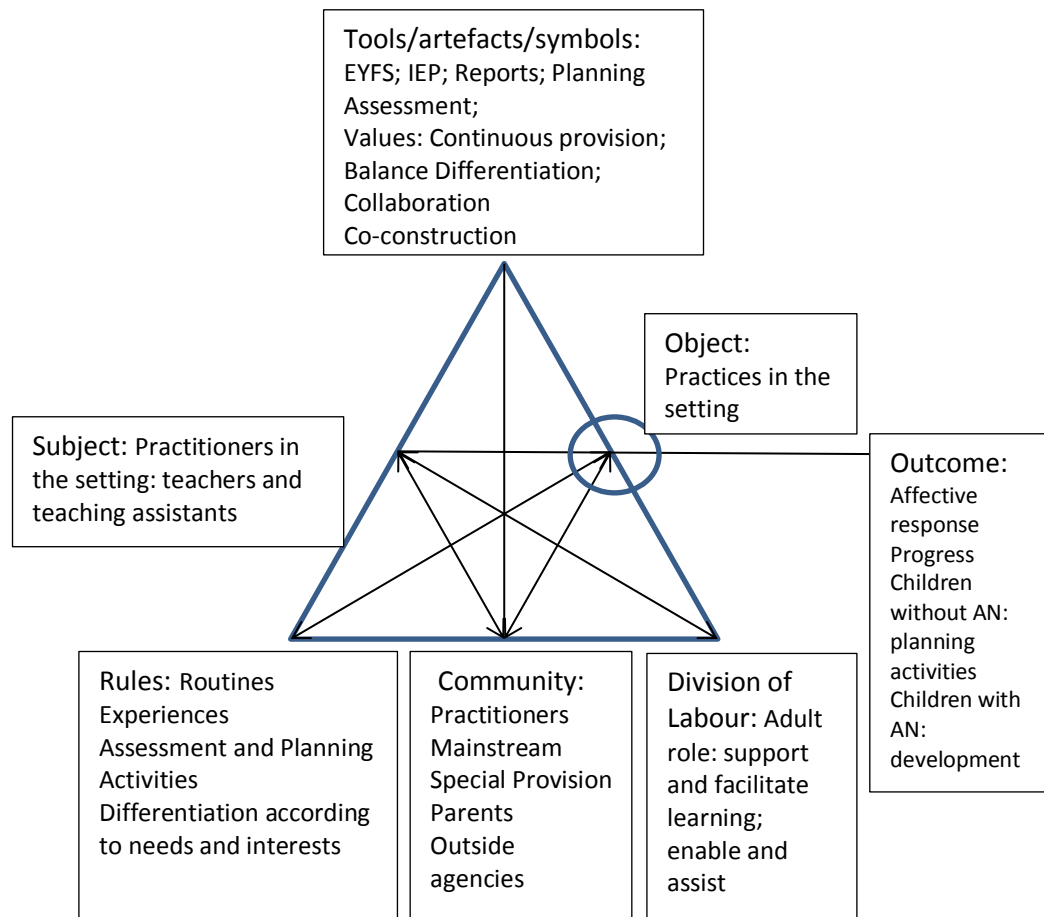 Tools/artefacts/symbols:
EYFS; IEP; Reports; Planning
Assessment;
Values: Continuous provision;
Balance Differentiation;
Collaboration
Co-construction
Object:
Practices in the
setting
Subject: Practitioners in
the setting: teachers and
teaching assistants
Outcome:
Affective
response
Progress
Children
without AN:
planning
activities
Children with
AN:
development
Rules: Routines
Experiences
Assessment and Planning
Activities
Differentiation according
to needs and interests
Community:
Practitioners
Mainstream
Special Provision
Parents
Outside
agencies
Division of
Labour: Adult
role: support
and facilitate
learning;
enable and
assist